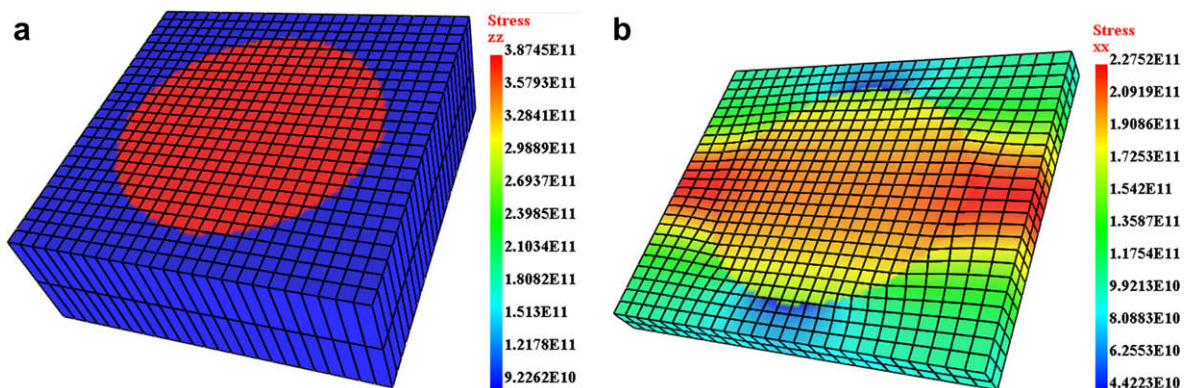 a
Stress
zz
3.8745E11
3.5793E11
3.2841E11
2.9889E11
2.6937E11
2.3985E11
2.1034E11
1.8082E11
1.513E11
1.2178E11
9.2262E10
b
Stress
xx
2.2752E11
2.0919E11
1.9086E11
1.7253E11
1.542E11
1.3587E11
1.1754E11
9.9213E10
8.0883E10
6.2553E10
4.4223E10